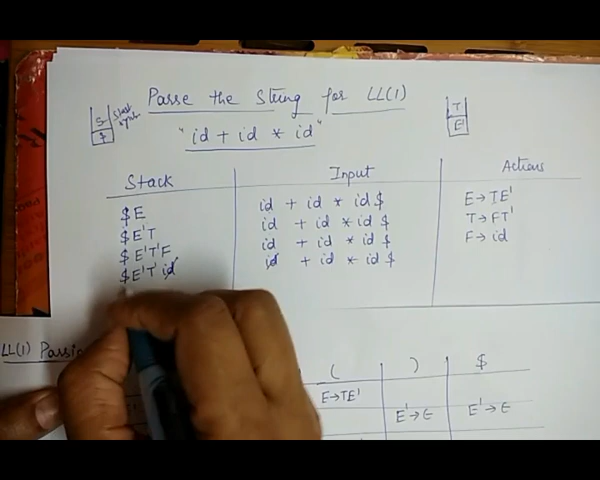 Parse the String for LL(1)
"id + id * id"
S
$
Start
T
E'
Stack Input Actions
$E id + id * id $ E→TE'
$E'T id + id * id $ T→FT'
$E'T'F id + id * id $ F→id
$E'T'id id + id * id $
LL(1)
( ) $
E→TE'
E'→ε E'→ε